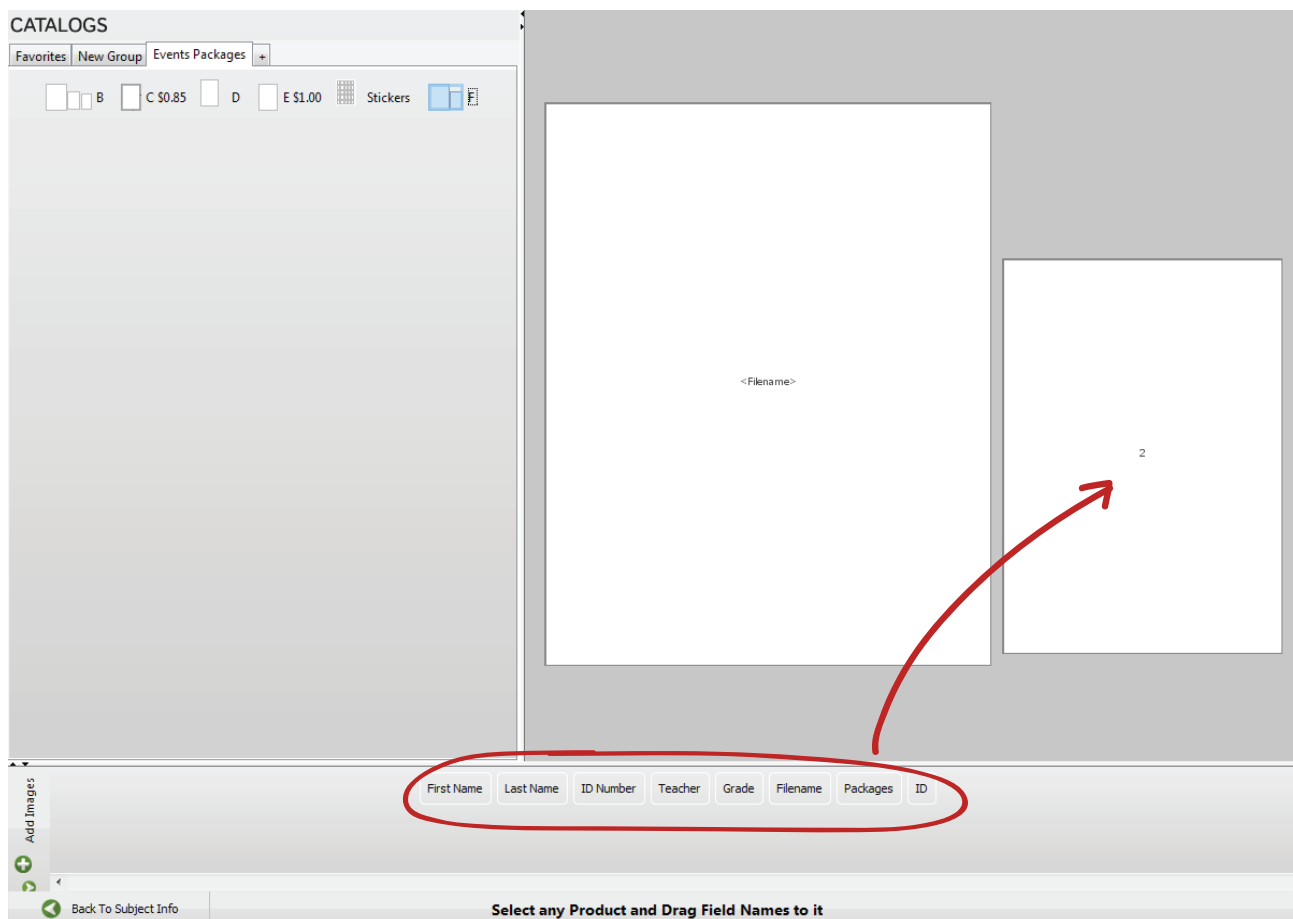 CATALOGS
Favorites New Group Events Packages +
B C $0.85 D E $1.00 Stickers F
<Filename>
2
Add Images
First Name Last Name ID Number Teacher Grade Filename Packages ID
Back To Subject Info
Select any Product and Drag Field Names to it